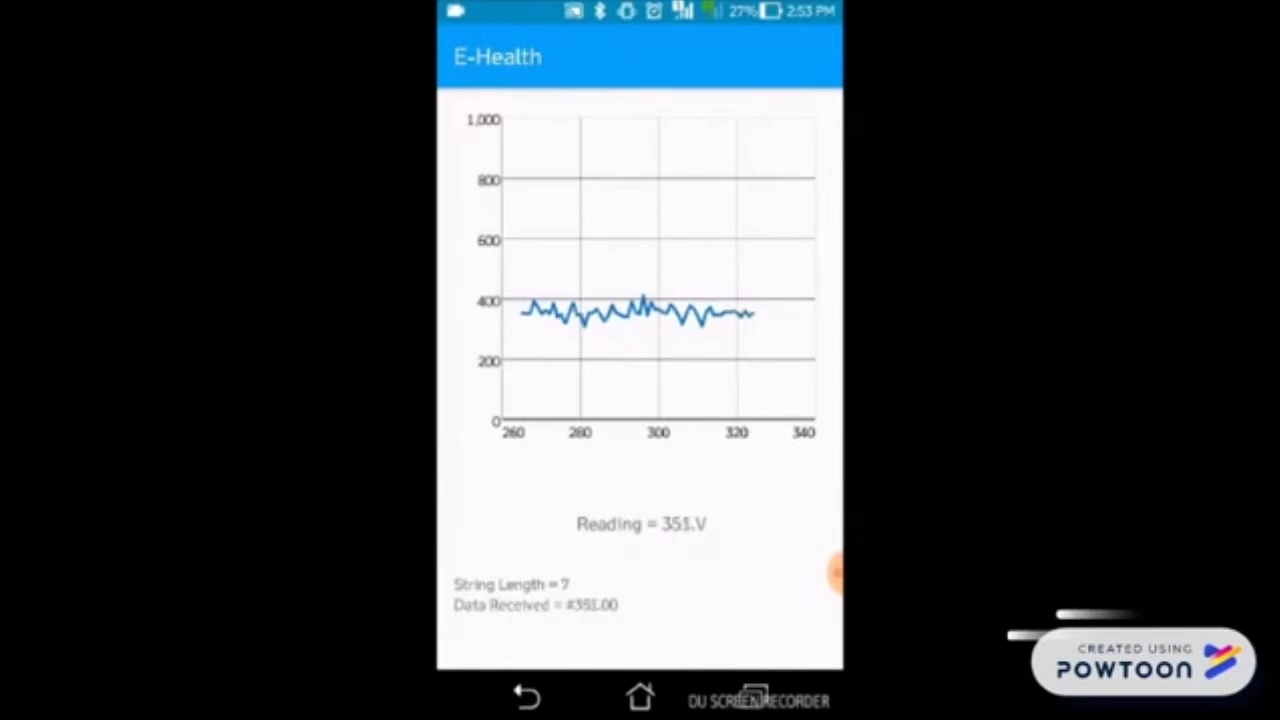 27% 2:53 PM
E-Health
1,000
800
600
400
200
0
260 280 300 320 340
Reading = 351.V
String Length = 7
Data Received = #351.00
DU SCREEN RECORDER
CREATED USING
POWTOON